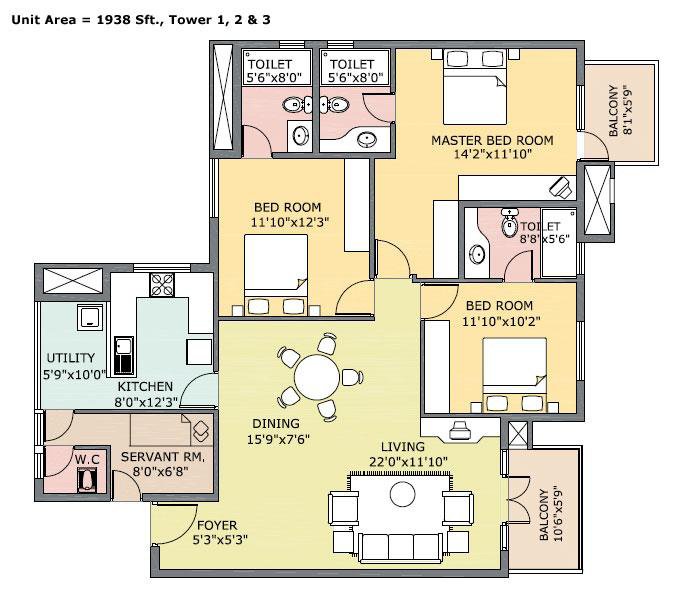 Unit Area = 1938 Sft., Tower 1, 2 & 3
TOILET
5'6"x8'0"
TOILET
5'6"x8'0"
MASTER BED ROOM
14'2"x11'10"
BALCONY
8'1"x5'9"
BED ROOM
11'10"x12'3"
TOILET
8'8'x5'6"
BED ROOM
11'10"x10'2"
UTILITY
5'9"x10'0"
KITCHEN
8'0"x12'3"
DINING
15'9"x7'6"
LIVING
22'0"x11'10"
W.C
SERVANT RM.
8'0"x6'8"
FOYER
5'3"x5'3"
BALCONY
10'6"x5'9"